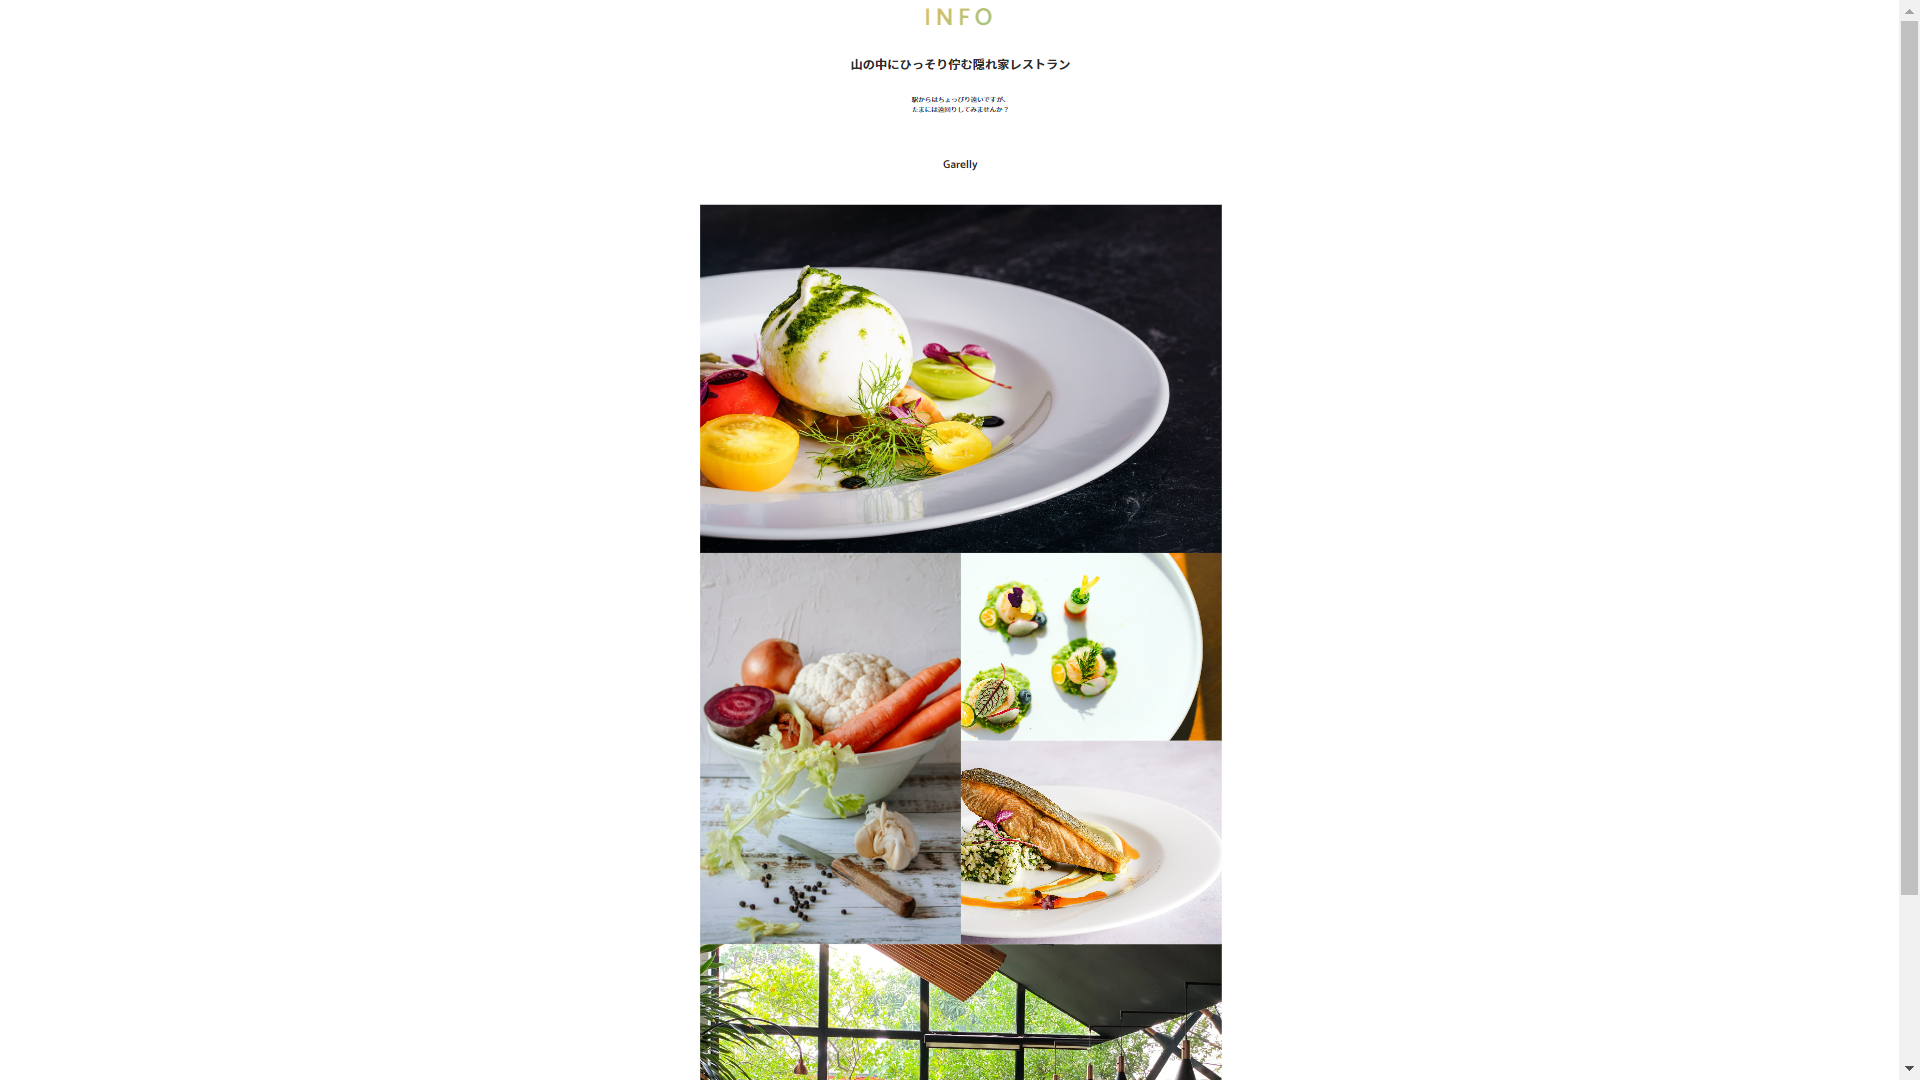 INFO
山の中にひっそり佇む隠れ家レストラン
駅からはちょっぴり遠いですが、
たまには遠回りしてみませんか？
Garelly